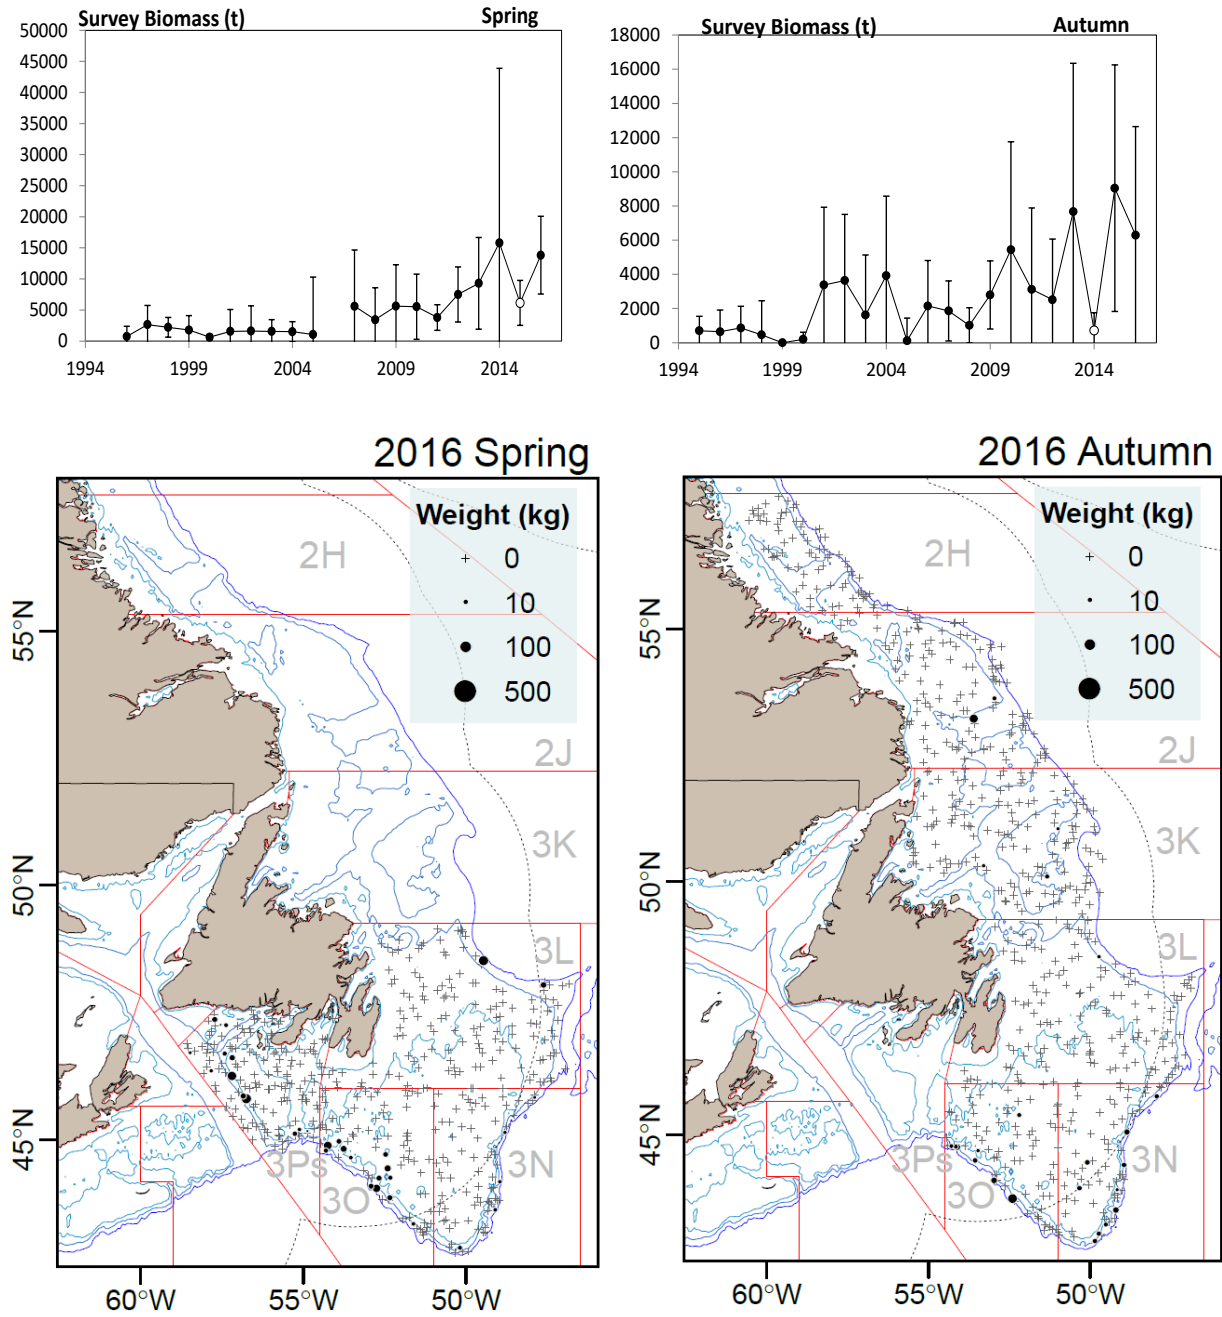 Survey Biomass (t) Spring
50000
45000
40000
35000
30000
25000
20000
15000
10000
5000
0
1994 1999 2004 2009 2014
Survey Biomass (t) Autumn
18000
16000
14000
12000
10000
8000
6000
4000
2000
0
1994 1999 2004 2009 2014
2016 Spring
Weight (kg)
0
10
100
500
2H
2J
3K
3L
3Ps
3O
3N
55°N
50°N
45°N
60°W 55°W 50°W
2016 Autumn
Weight (kg)
0
10
100
500
2H
2J
3K
3L
3Ps
3O
3N
55°N
50°N
45°N
60°W 55°W 50°W